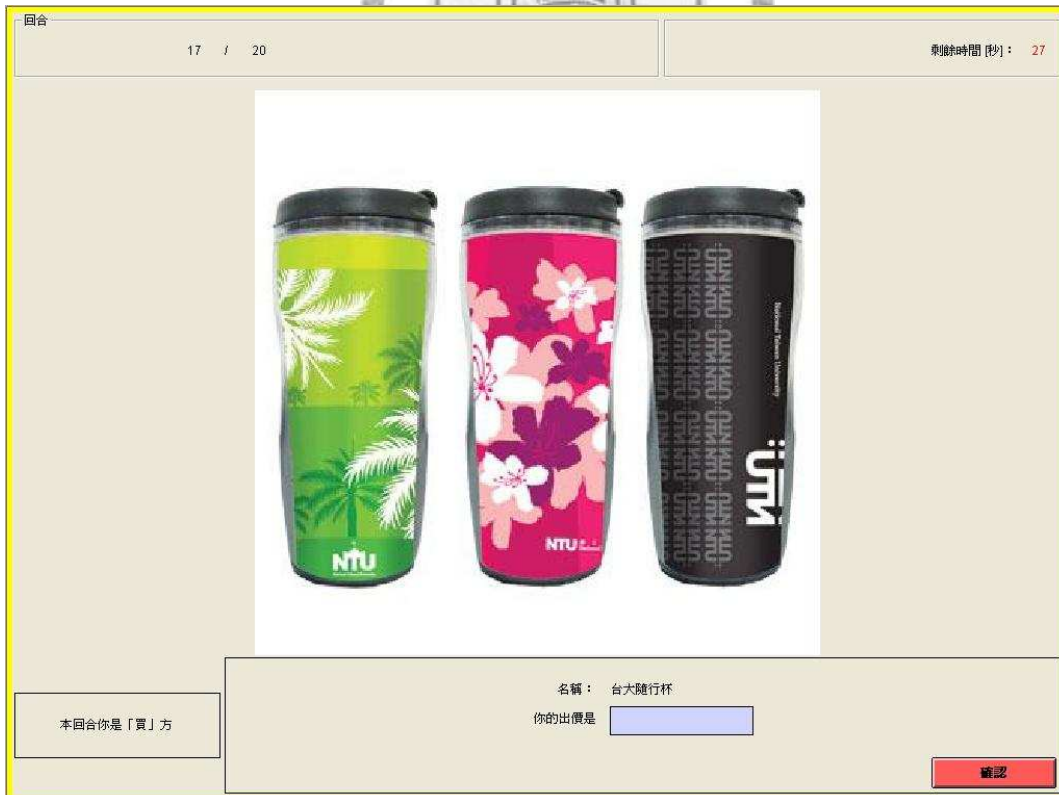 回合
17 / 20
剩餘時間 [秒]： 27
NTU
NTU
National Taiwan University
NTU
名稱： 台大隨行杯
你的出價是
本回合你是「買」方
確認